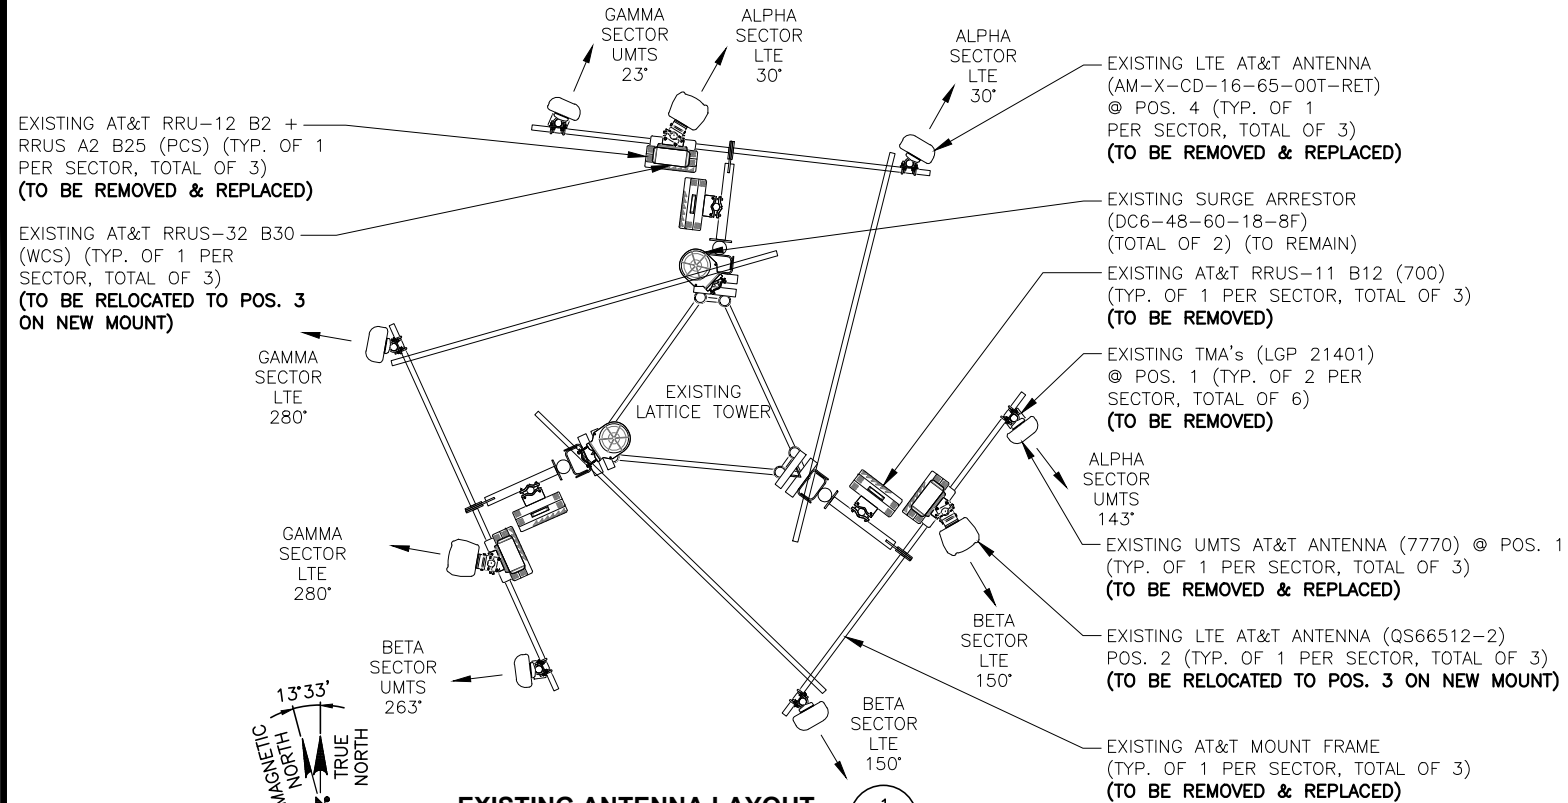 GAMMA
SECTOR
UMTS
23°
ALPHA
SECTOR
LTE
30°
ALPHA
SECTOR
LTE
30°
EXISTING LTE AT&T ANTENNA
(AM-X-CD-16-65-00T-RET)
@ POS. 4 (TYP. OF 1
PER SECTOR, TOTAL OF 3)
(TO BE REMOVED & REPLACED)
EXISTING AT&T RRU-12 B2 +
RRUS A2 B25 (PCS) (TYP. OF 1
PER SECTOR, TOTAL OF 3)
(TO BE REMOVED & REPLACED)
EXISTING SURGE ARRESTOR
(DC6-48-60-18-8F)
(TOTAL OF 2) (TO REMAIN)
EXISTING AT&T RRUS-32 B30
(WCS) (TYP. OF 1 PER
SECTOR, TOTAL OF 3)
(TO BE RELOCATED TO POS. 3
ON NEW MOUNT)
EXISTING AT&T RRUS-11 B12 (700)
(TYP. OF 1 PER SECTOR, TOTAL OF 3)
(TO BE REMOVED)
GAMMA
SECTOR
LTE
280°
EXISTING
LATTICE TOWER
EXISTING TMA's (LGP 21401)
@ POS. 1 (TYP. OF 2 PER
SECTOR, TOTAL OF 6)
(TO BE REMOVED)
ALPHA
SECTOR
UMTS
143°
GAMMA
SECTOR
LTE
280°
EXISTING UMTS AT&T ANTENNA (7770) @ POS. 1
(TYP. OF 1 PER SECTOR, TOTAL OF 3)
(TO BE REMOVED & REPLACED)
BETA
SECTOR
LTE
150°
EXISTING LTE AT&T ANTENNA (QS66512-2)
POS. 2 (TYP. OF 1 PER SECTOR, TOTAL OF 3)
(TO BE RELOCATED TO POS. 3 ON NEW MOUNT)
BETA
SECTOR
UMTS
263°
BETA
SECTOR
LTE
150°
13°33'
MAGNETIC
NORTH
TRUE
NORTH
EXISTING AT&T MOUNT FRAME
(TYP. OF 1 PER SECTOR, TOTAL OF 3)
(TO BE REMOVED & REPLACED)
EXISTING ANTENNA LAYOUT
1